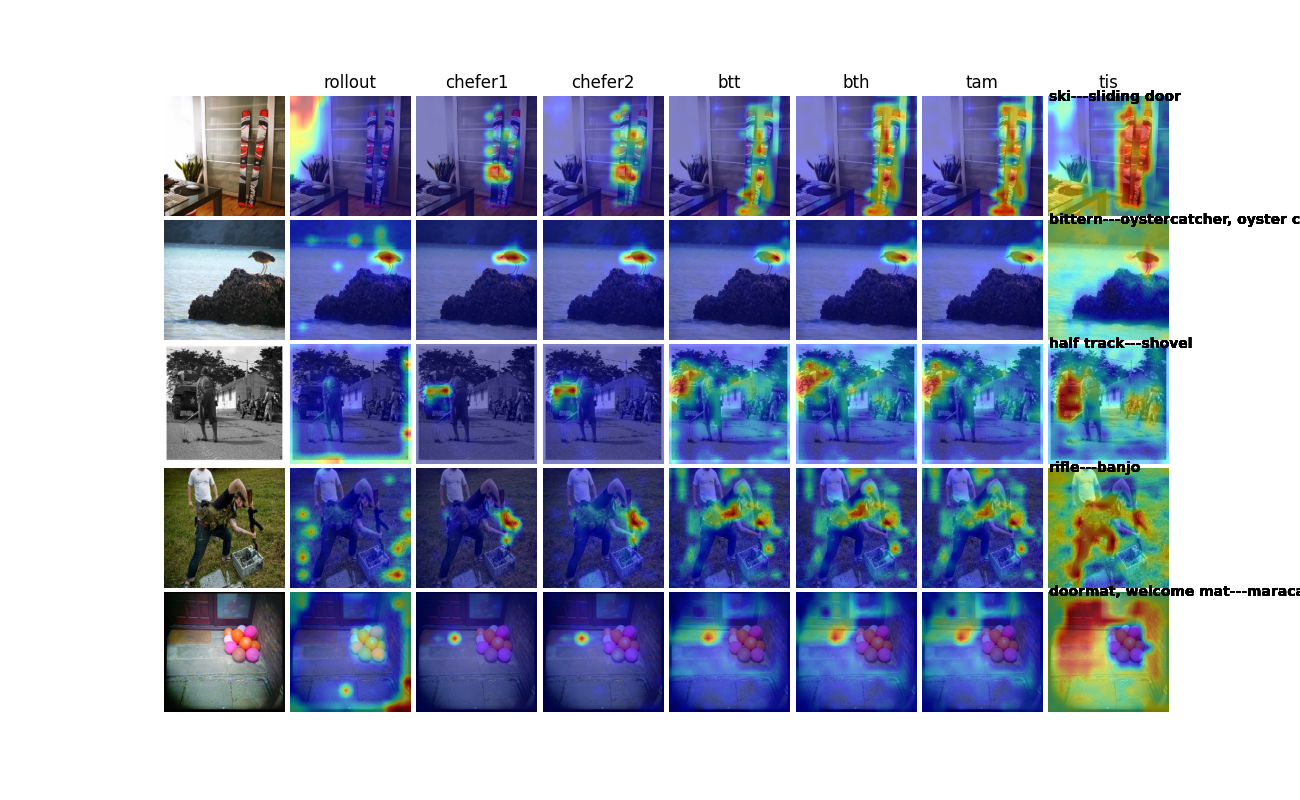 rollout chefer1 chefer2 btt bth tam tis
ski---sliding door
bittern---oystercatcher, oyster c
half track---shovel
rifle---banjo
doormat, welcome mat---maraca